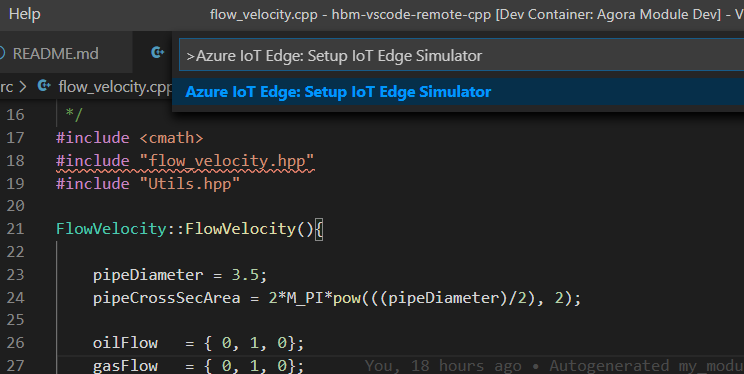 Help
flow_velocity.cpp - hbm-vscode-remote-cpp [Dev Container: Agora Module Dev] - V
README.md
>Azure IoT Edge: Setup IoT Edge Simulator
rc > flow_velocity.cpp
Azure IoT Edge: Setup IoT Edge Simulator
16 */
17 #include <cmath>
18 #include "flow_velocity.hpp"
19 #include "Utils.hpp"
20
21 FlowVelocity::FlowVelocity(){
22
23 pipeDiameter = 3.5;
24 pipeCrossSecArea = 2*M_PI*pow(((pipeDiameter)/2), 2);
25
26 oilFlow = { 0, 1, 0};
27 gasFlow = { 0, 1, 0}; You, 18 hours ago • Autogenerated my_modu